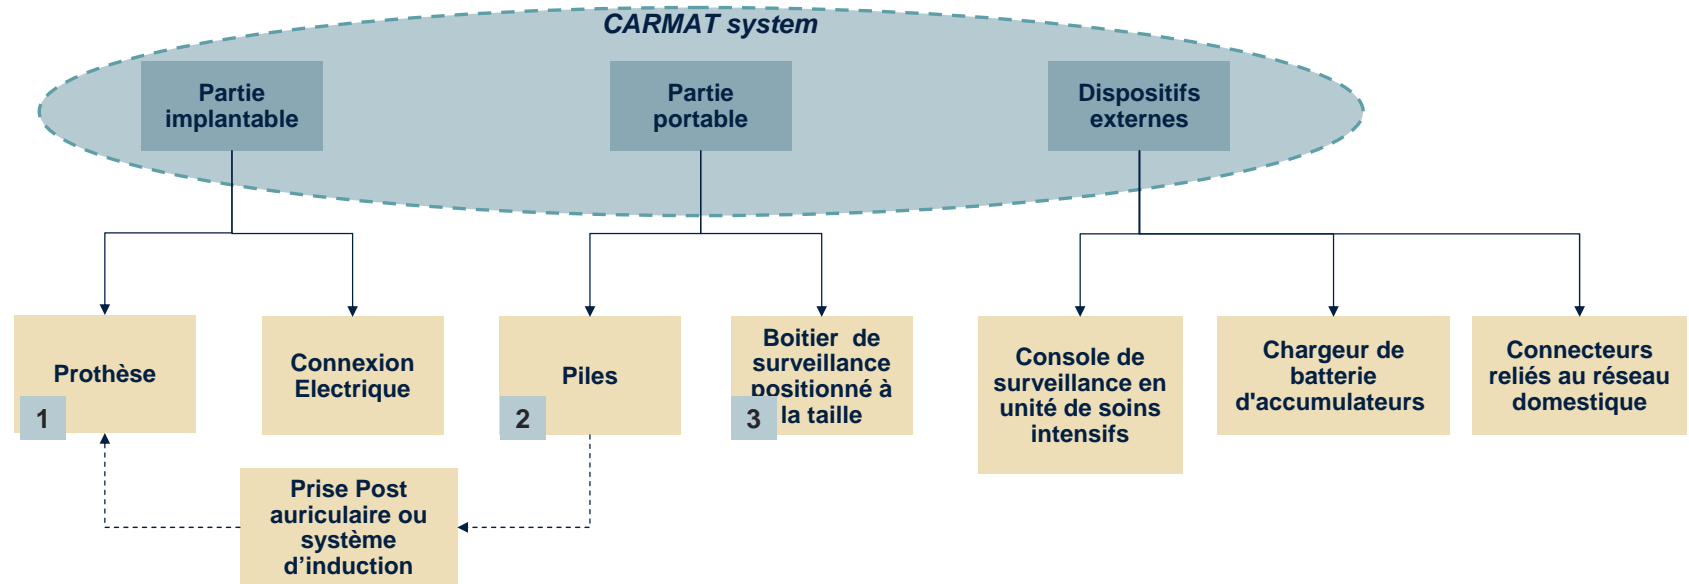 CARMAT system
Partie
implantable
Partie
portable
Dispositifs
externes
Prothèse
1
Connexion
Electrique
Piles
2
Boitier de
surveillance
positionné à
la taille
3
Console de
surveillance en
unité de soins
intensifs
Chargeur de
batterie
d'accumulateurs
Connecteurs
reliés au réseau
domestique
Prise Post
auriculaire ou
système
d’induction